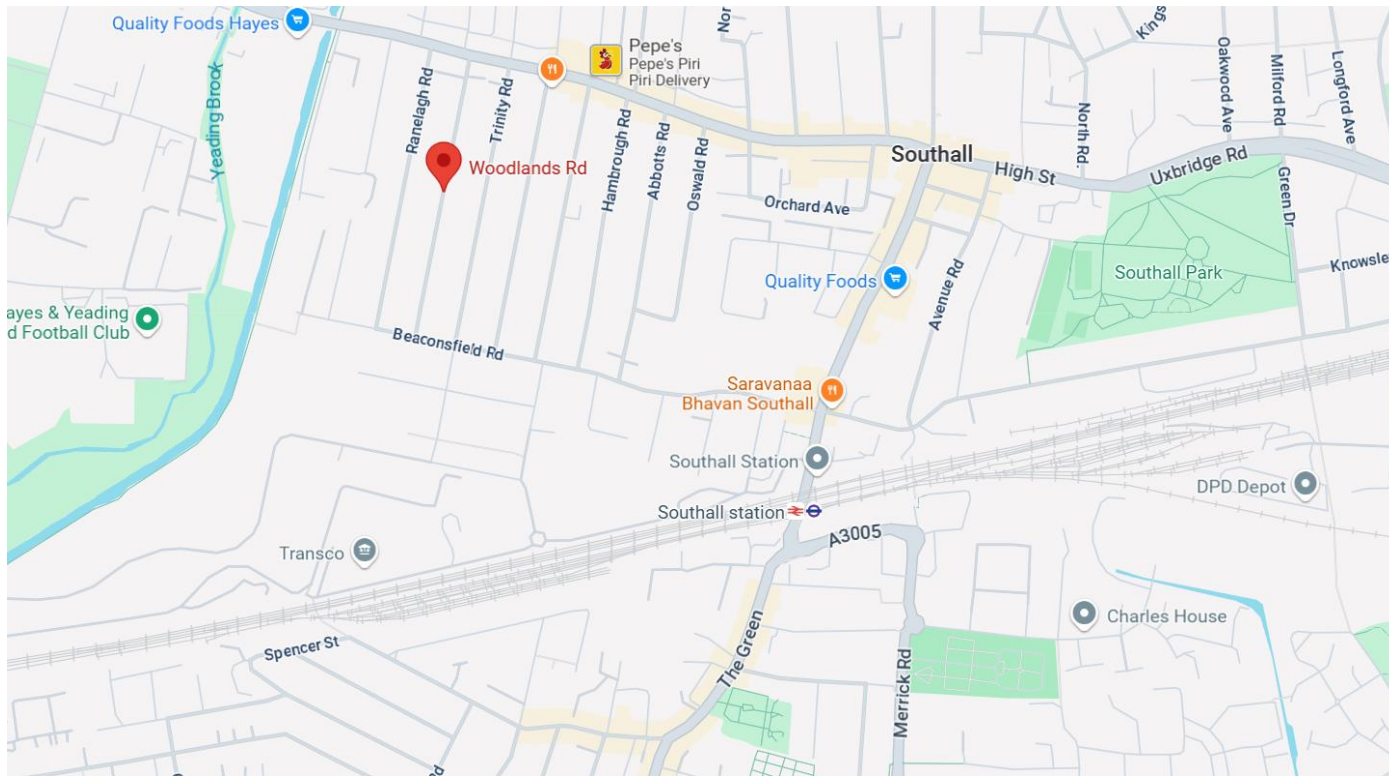 Quality Foods Hayes
Pepe's
Pepe's Piri
Piri Delivery
Nor
Kings
Oakwood Ave
Milford Rd
Longford Ave
Yeading Brook
Ranelagh Rd
Trinity Rd
Hambrough Rd
Abbotts Rd
Oswald Rd
North Rd.
Southall
High St
Uxbridge Rd
Green Dr
Woodlands Rd
Orchard Ave
Quality Foods
Avenue Rd
Southall Park
Knowsle
ayes & Yeading
d Football Club
Beaconsfield Rd
Saravanaa
Bhavan Southall
Southall Station
Southall station
DPD Depot
A3005
Transco
Charles House
Spencer St
The Green
Merrick Rd
Rd